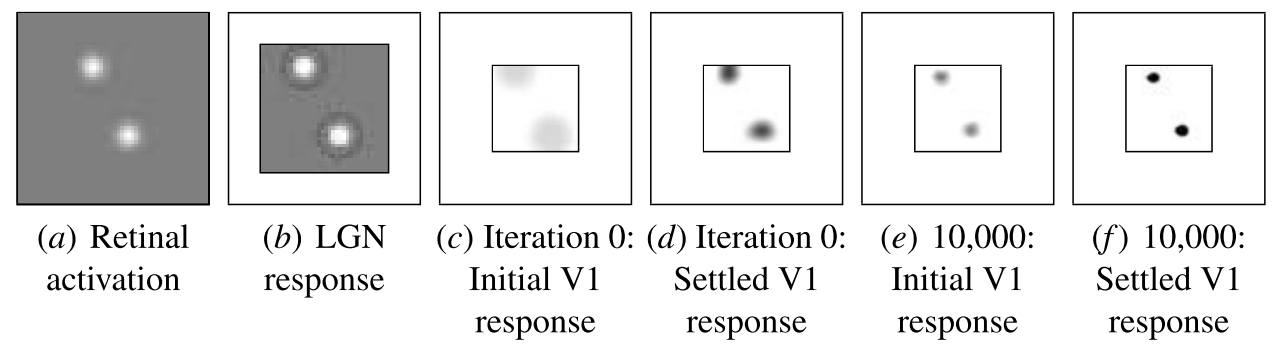 (a) Retinal activation
(b) LGN response
(c) Iteration 0: Initial V1 response
(d) Iteration 0: Settled V1 response
(e) 10,000: Initial V1 response
(f) 10,000: Settled V1 response